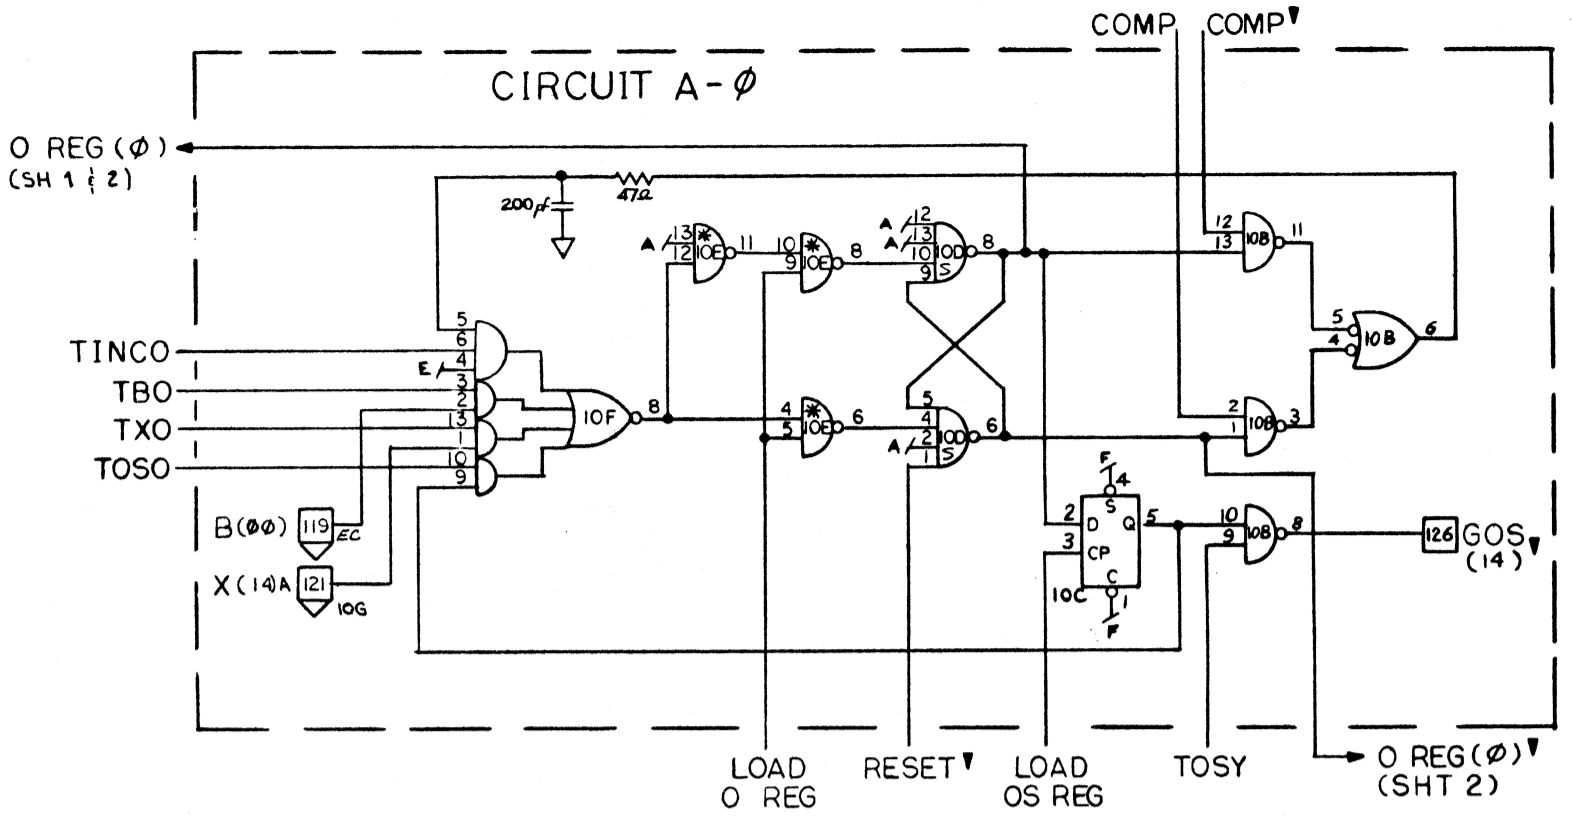 COMP COMP▼
CIRCUIT A-Ø
O REG (Ø)
(SH 1 & 2)
47Ω
200pf
A 13
12
*
10E
11
10
9
*
10E
8
A 12
A 13
10
9
10D
S
8
12
13
10B
11
5
4
10B
6
5
6
E 4
3
2
13
1
10
9
TINCO
TBO
TXO
TOSO
10F
8
4
5
*
10E
6
5
4
A 2
1
10D
S
6
2
1
10B
3
F
4
S
2 D Q 5
3 CP
C
10C
1
F
10
9
10B
8
126 GOS▼
(14)
B(ØØ) 119 EC
X(14)A 121 10G
LOAD
O REG
RESET▼
LOAD
OS REG
TOSY
O REG(Ø)▼
(SHT 2)